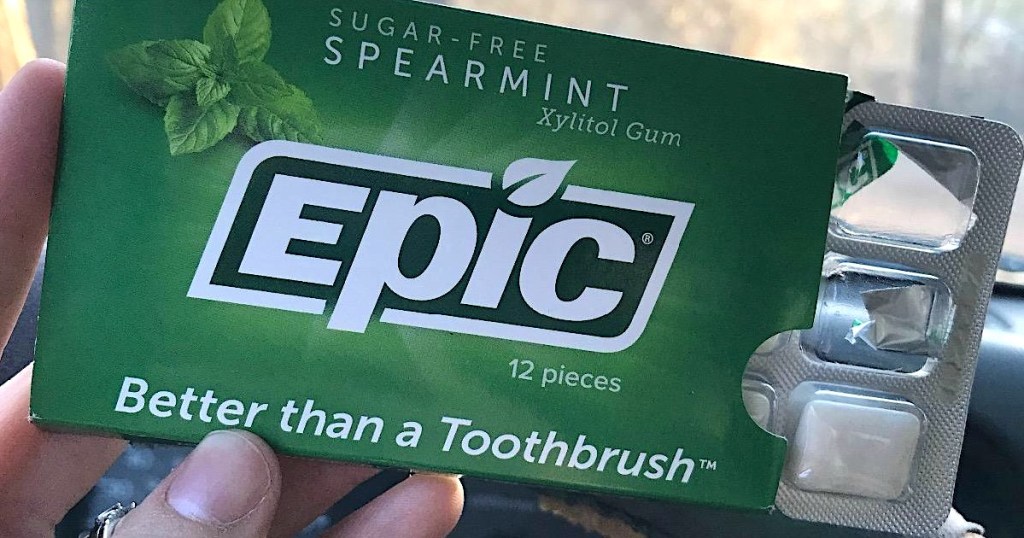 SUGAR-FREE
SPEARMINT
Xylitol Gum
Epic®
12 pieces
Better than a Toothbrush™